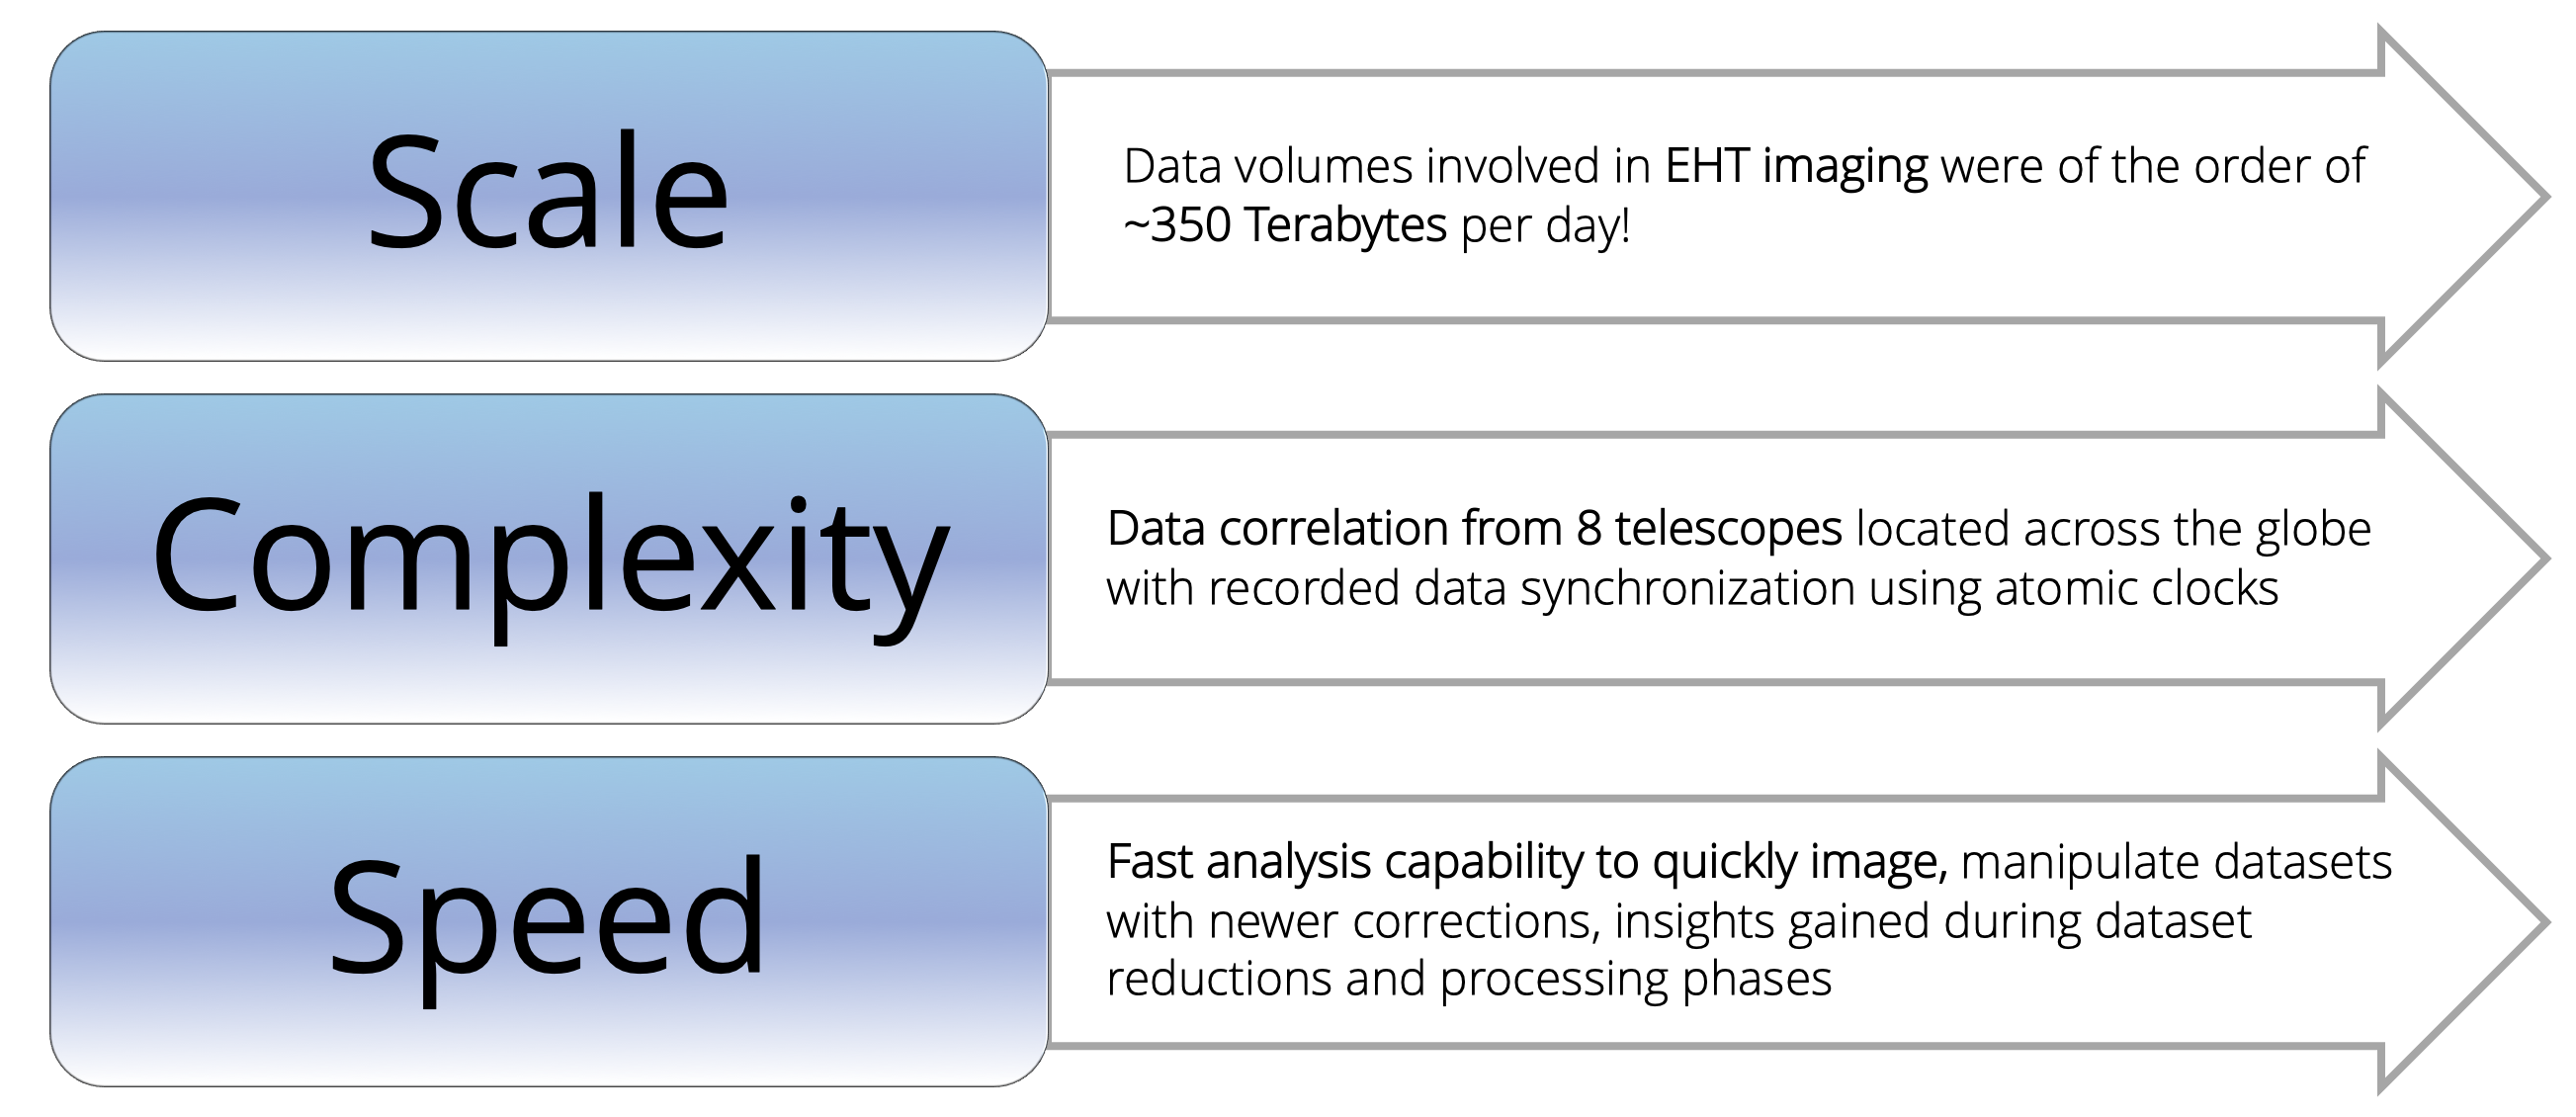 Scale
Data volumes involved in EHT imaging were of the order of
~350 Terabytes per day!
Complexity
Data correlation from 8 telescopes located across the globe
with recorded data synchronization using atomic clocks
Speed
Fast analysis capability to quickly image, manipulate datasets
with newer corrections, insights gained during dataset
reductions and processing phases